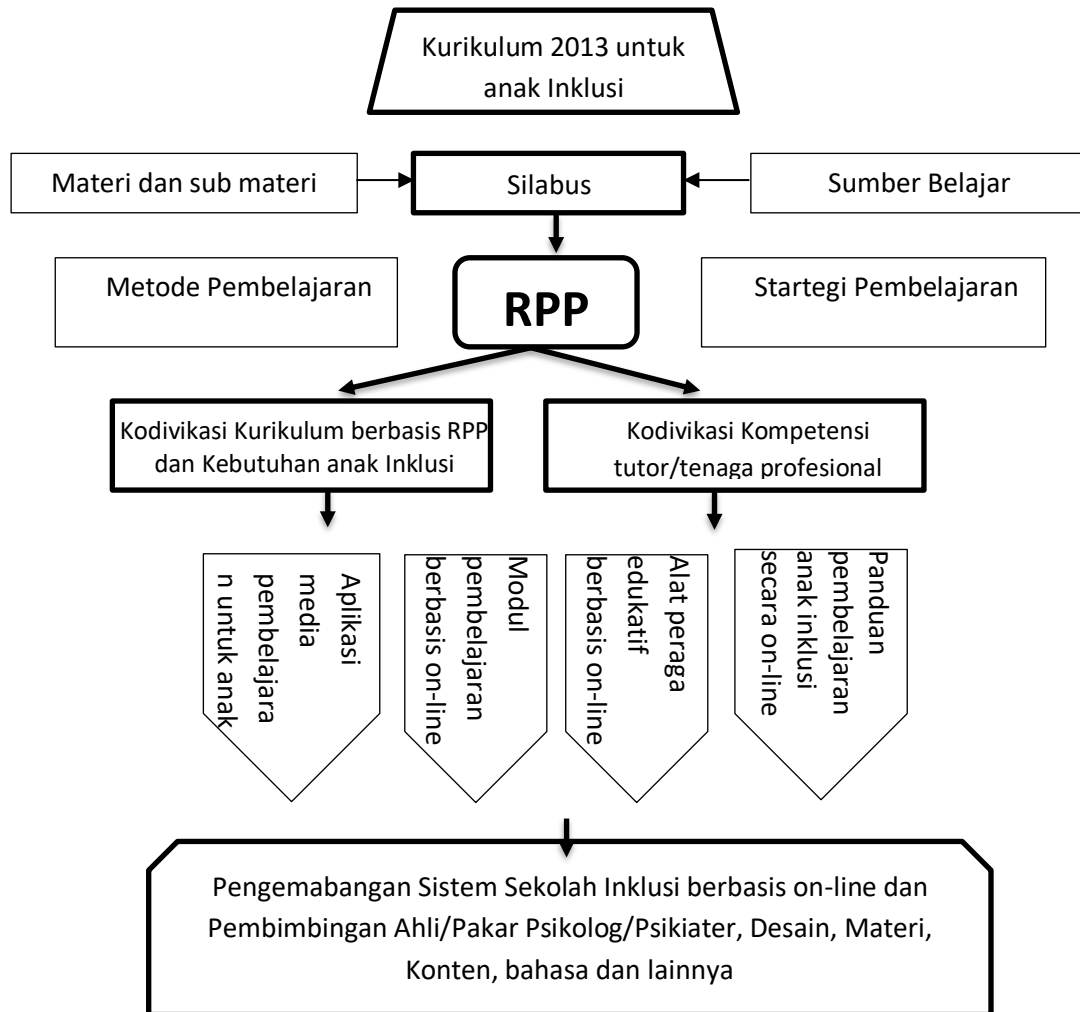 Kurikulum 2013 untuk
anak Inklusi
Materi dan sub materi
Silabus
Sumber Belajar
Metode Pembelajaran
RPP
Startegi Pembelajaran
Kodivikasi Kurikulum berbasis RPP
dan Kebutuhan anak Inklusi
Kodivikasi Kompetensi
tutor/tenaga profesional
Aplikasi
media
pembelajara
n untuk anak
Modul
pembelajaran
berbasis on-line
Alat peraga
edukatif
berbasis on-line
Panduan
pembelajaran
anak inklusi
secara on-line
Pengemabangan Sistem Sekolah Inklusi berbasis on-line dan
Pembimbingan Ahli/Pakar Psikolog/Psikiater, Desain, Materi,
Konten, bahasa dan lainnya